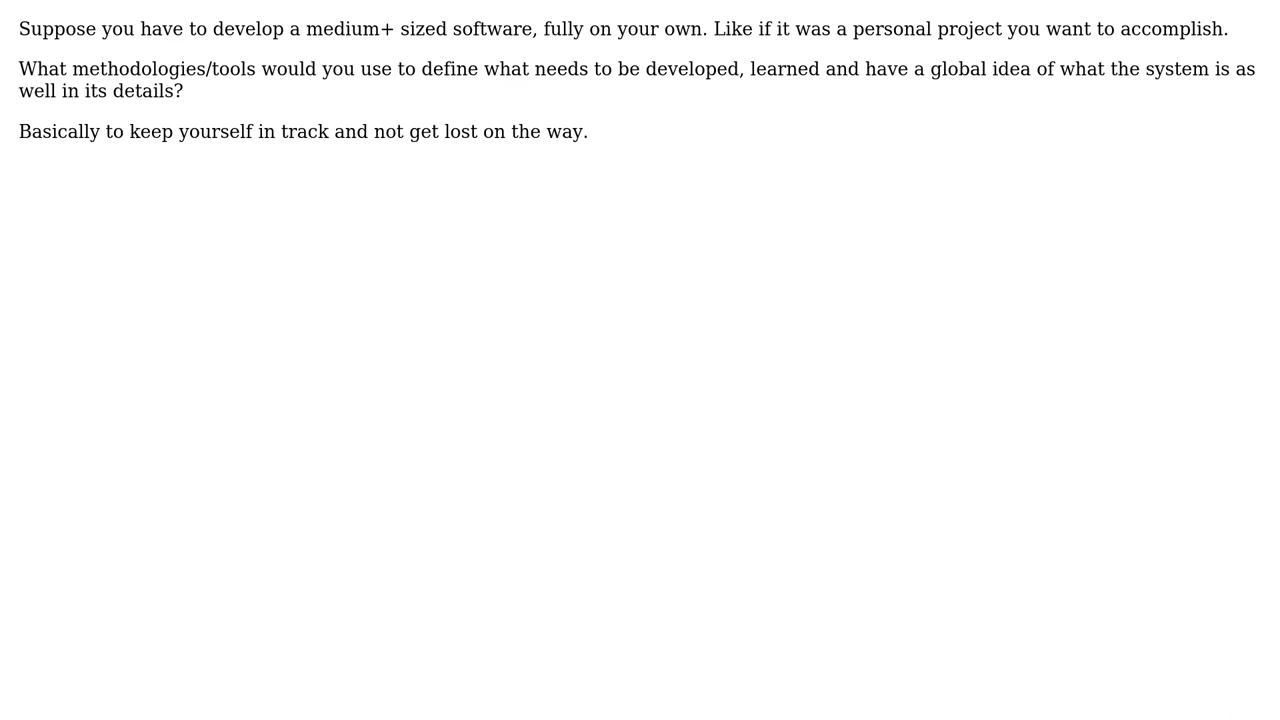 Suppose you have to develop a medium+ sized software, fully on your own. Like if it was a personal project you want to accomplish.
What methodologies/tools would you use to define what needs to be developed, learned and have a global idea of what the system is as
well in its details?
Basically to keep yourself in track and not get lost on the way.